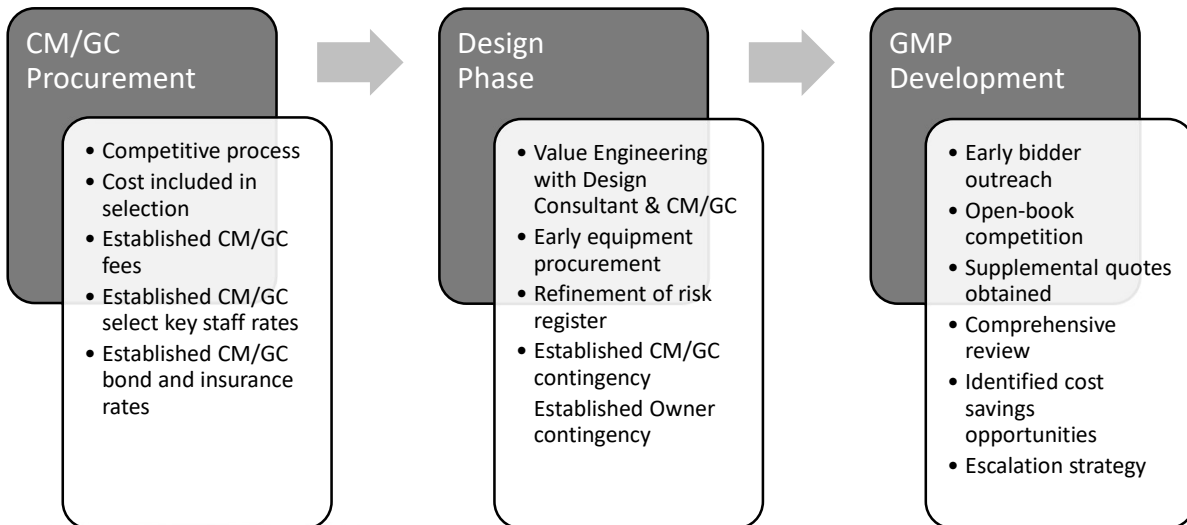 CM/GC
Procurement
• Competitive process
• Cost included in
selection
• Established CM/GC
fees
• Established CM/GC
select key staff rates
• Established CM/GC
bond and insurance
rates
Design
Phase
• Value Engineering
with Design
Consultant & CM/GC
• Early equipment
procurement
• Refinement of risk
register
• Established CM/GC
contingency
Established Owner
contingency
GMP
Development
• Early bidder
outreach
• Open-book
competition
• Supplemental quotes
obtained
• Comprehensive
review
• Identified cost
savings
opportunities
• Escalation strategy